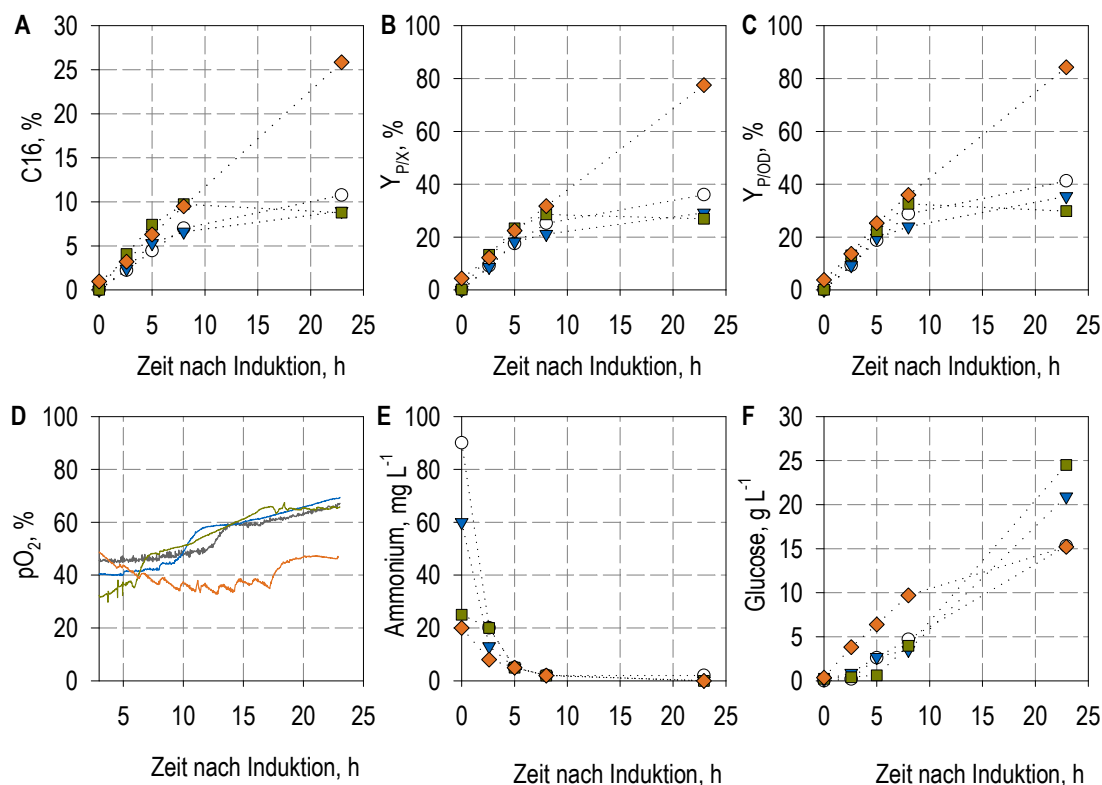 A
30
25
20
15
10
5
0
C16, %
0 5 10 15 20 25
Zeit nach Induktion, h
B
100
80
60
40
20
0
Y_P/X, %
0 5 10 15 20 25
Zeit nach Induktion, h
C
100
80
60
40
20
0
Y_P/OD, %
0 5 10 15 20 25
Zeit nach Induktion, h
D
100
80
60
40
20
0
pO₂, %
5 10 15 20 25
Zeit nach Induktion, h
E
100
80
60
40
20
0
Ammonium, mg L⁻¹
0 5 10 15 20 25
Zeit nach Induktion, h
F
30
25
20
15
10
5
0
Glucose, g L⁻¹
0 5 10 15 20 25
Zeit nach Induktion, h